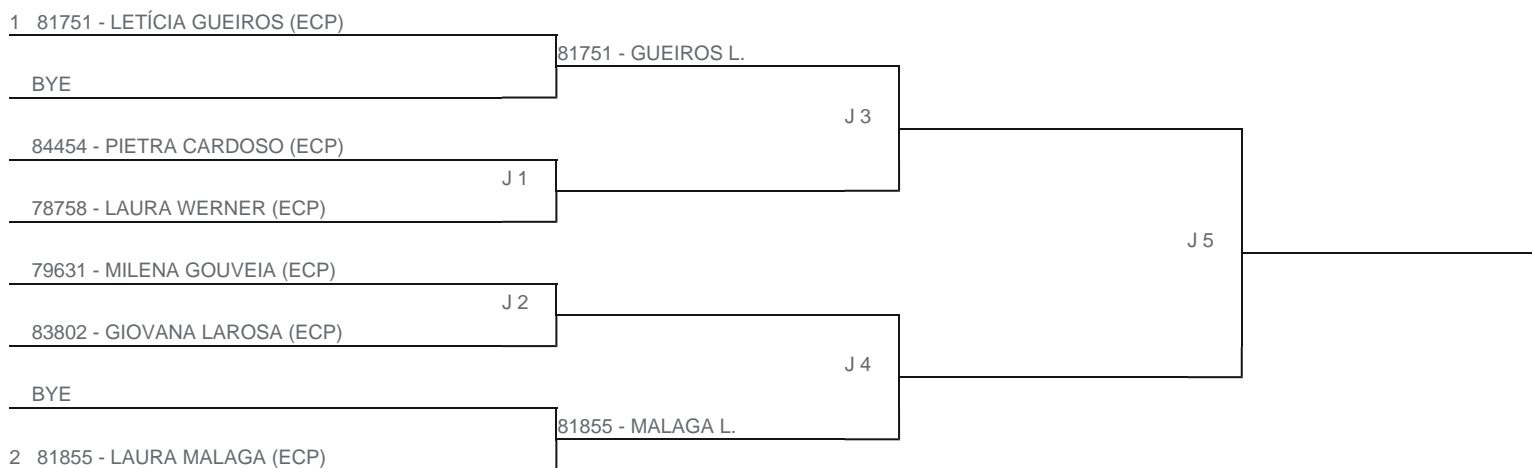 1 81751 - LETÍCIA GUEIROS (ECP)
81751 - GUEIROS L.
BYE
J 3
84454 - PIETRA CARDOSO (ECP)
J 1
78758 - LAURA WERNER (ECP)
J 5
79631 - MILENA GOUVEIA (ECP)
J 2
83802 - GIOVANA LAROSA (ECP)
J 4
BYE
81855 - MALAGA L.
2 81855 - LAURA MALAGA (ECP)